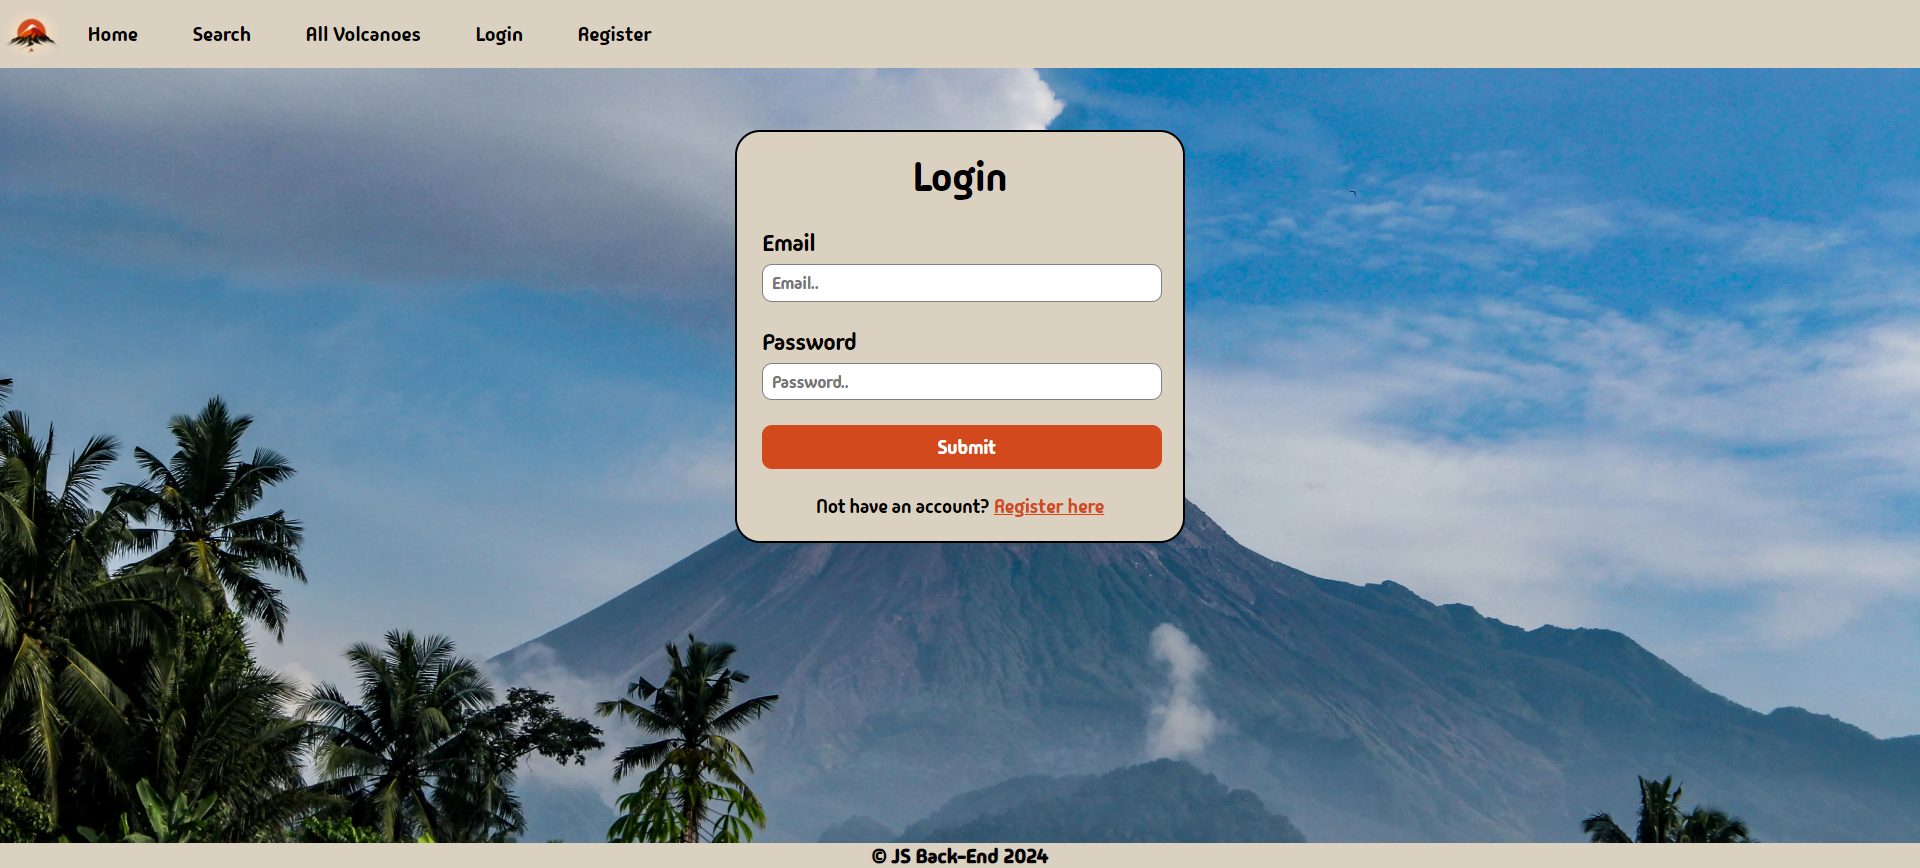 Home Search All Volcanoes Login Register
Login
Email
Email..
Password
Password..
Submit
Not have an account? Register here
© JS Back-End 2024